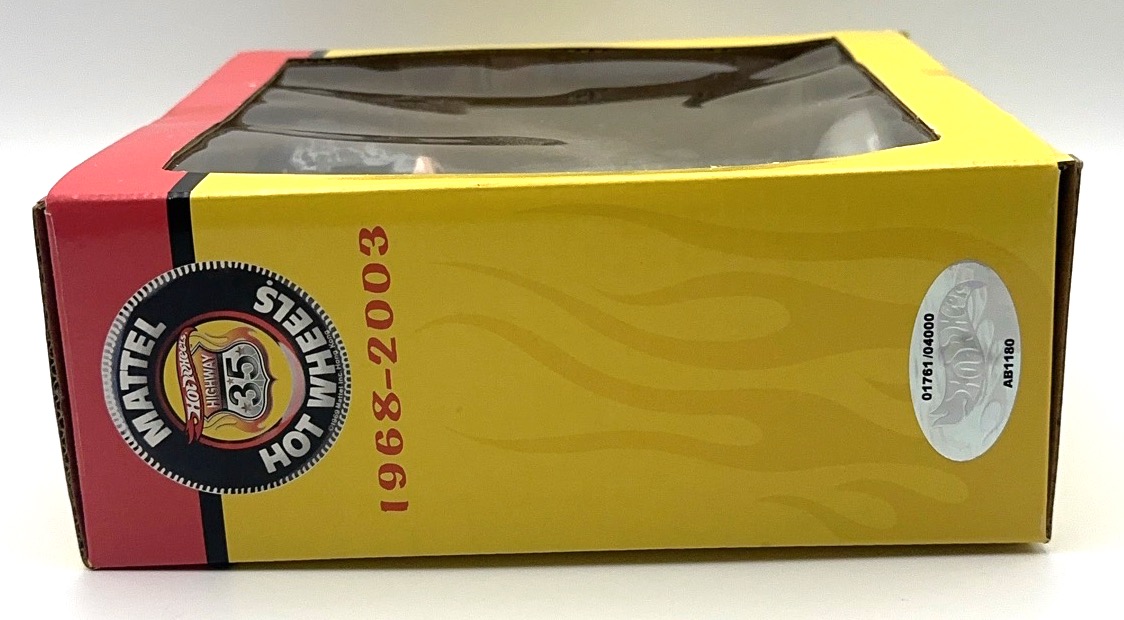 MATTEL
HOT WHEELS
Hot Wheels
HIGHWAY
35
1968-2003
01761/04000
Hot Wheels
AB1180